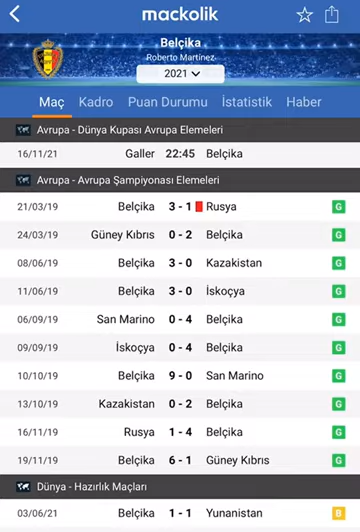 mackolik
Belçika
Roberto Martinez
2021
Maç Kadro Puan Durumu İstatistik Haber
Avrupa - Dünya Kupası Avrupa Elemeleri
16/11/21 Galler 22:45 Belçika
Avrupa - Avrupa Şampiyonası Elemeleri
21/03/19 Belçika 3 - 1 Rusya G
24/03/19 Güney Kıbrıs 0 - 2 Belçika G
08/06/19 Belçika 3 - 0 Kazakistan G
11/06/19 Belçika 3 - 0 İskoçya G
06/09/19 San Marino 0 - 4 Belçika G
09/09/19 İskoçya 0 - 4 Belçika G
10/10/19 Belçika 9 - 0 San Marino G
13/10/19 Kazakistan 0 - 2 Belçika G
16/11/19 Rusya 1 - 4 Belçika G
19/11/19 Belçika 6 - 1 Güney Kıbrıs G
Dünya - Hazırlık Maçları
03/06/21 Belçika 1 - 1 Yunanistan B